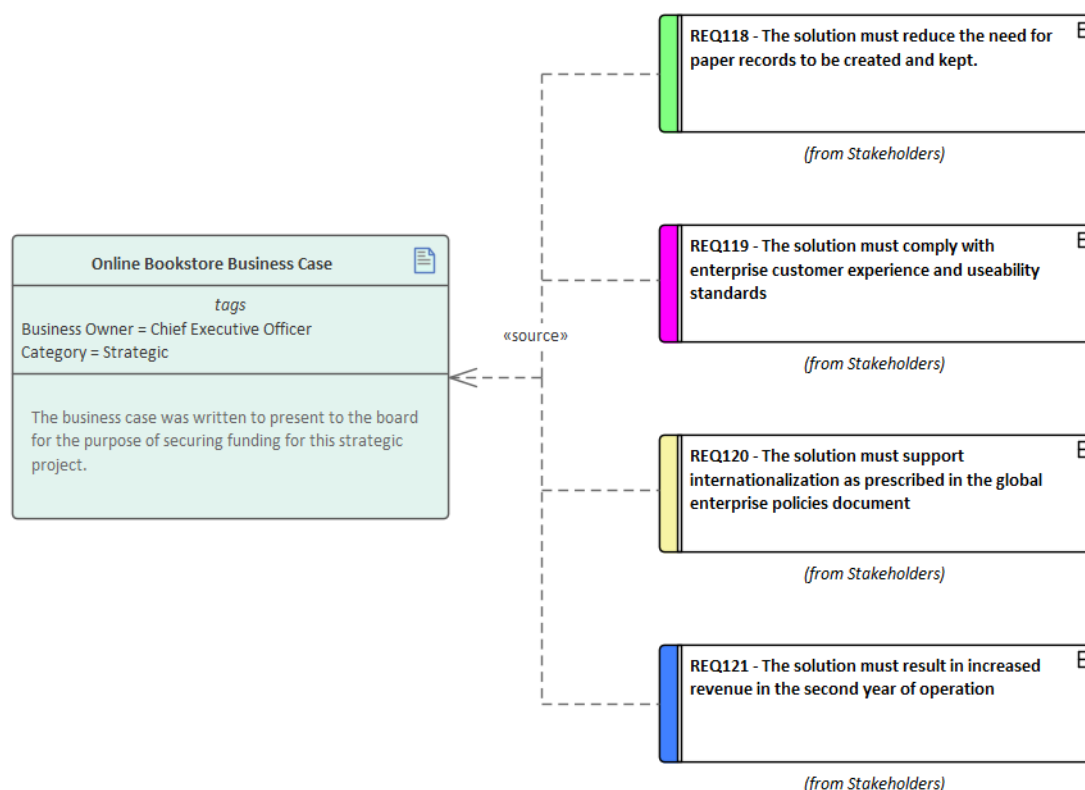 REQ118 - The solution must reduce the need for
paper records to be created and kept.
(from Stakeholders)
REQ119 - The solution must comply with
enterprise customer experience and useability
standards
(from Stakeholders)
Online Bookstore Business Case
tags
Business Owner = Chief Executive Officer
Category = Strategic
The business case was written to present to the board
for the purpose of securing funding for this strategic
project.
«source»
REQ120 - The solution must support
internationalization as prescribed in the global
enterprise policies document
(from Stakeholders)
REQ121 - The solution must result in increased
revenue in the second year of operation
(from Stakeholders)